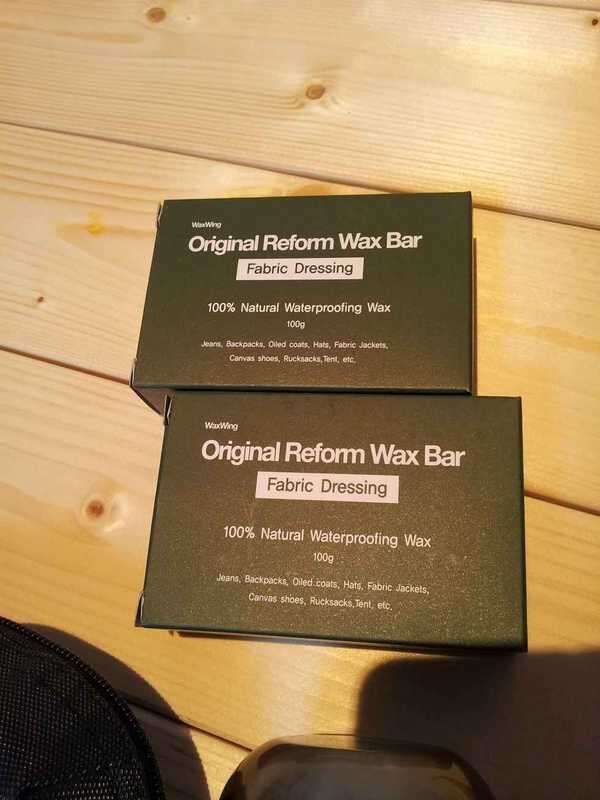 WaxWing
Original Reform Wax Bar
Fabric Dressing
100% Natural Waterproofing Wax
100g
Jeans, Backpacks, Oiled coats, Hats, Fabric Jackets,
Canvas shoes, Rucksacks,Tent, etc,
WaxWing
Original Reform Wax Bar
Fabric Dressing
100% Natural Waterproofing Wax
100g
Jeans, Backpacks, Oiled coats, Hats, Fabric Jackets,
Canvas shoes, Rucksacks,Tent, etc,